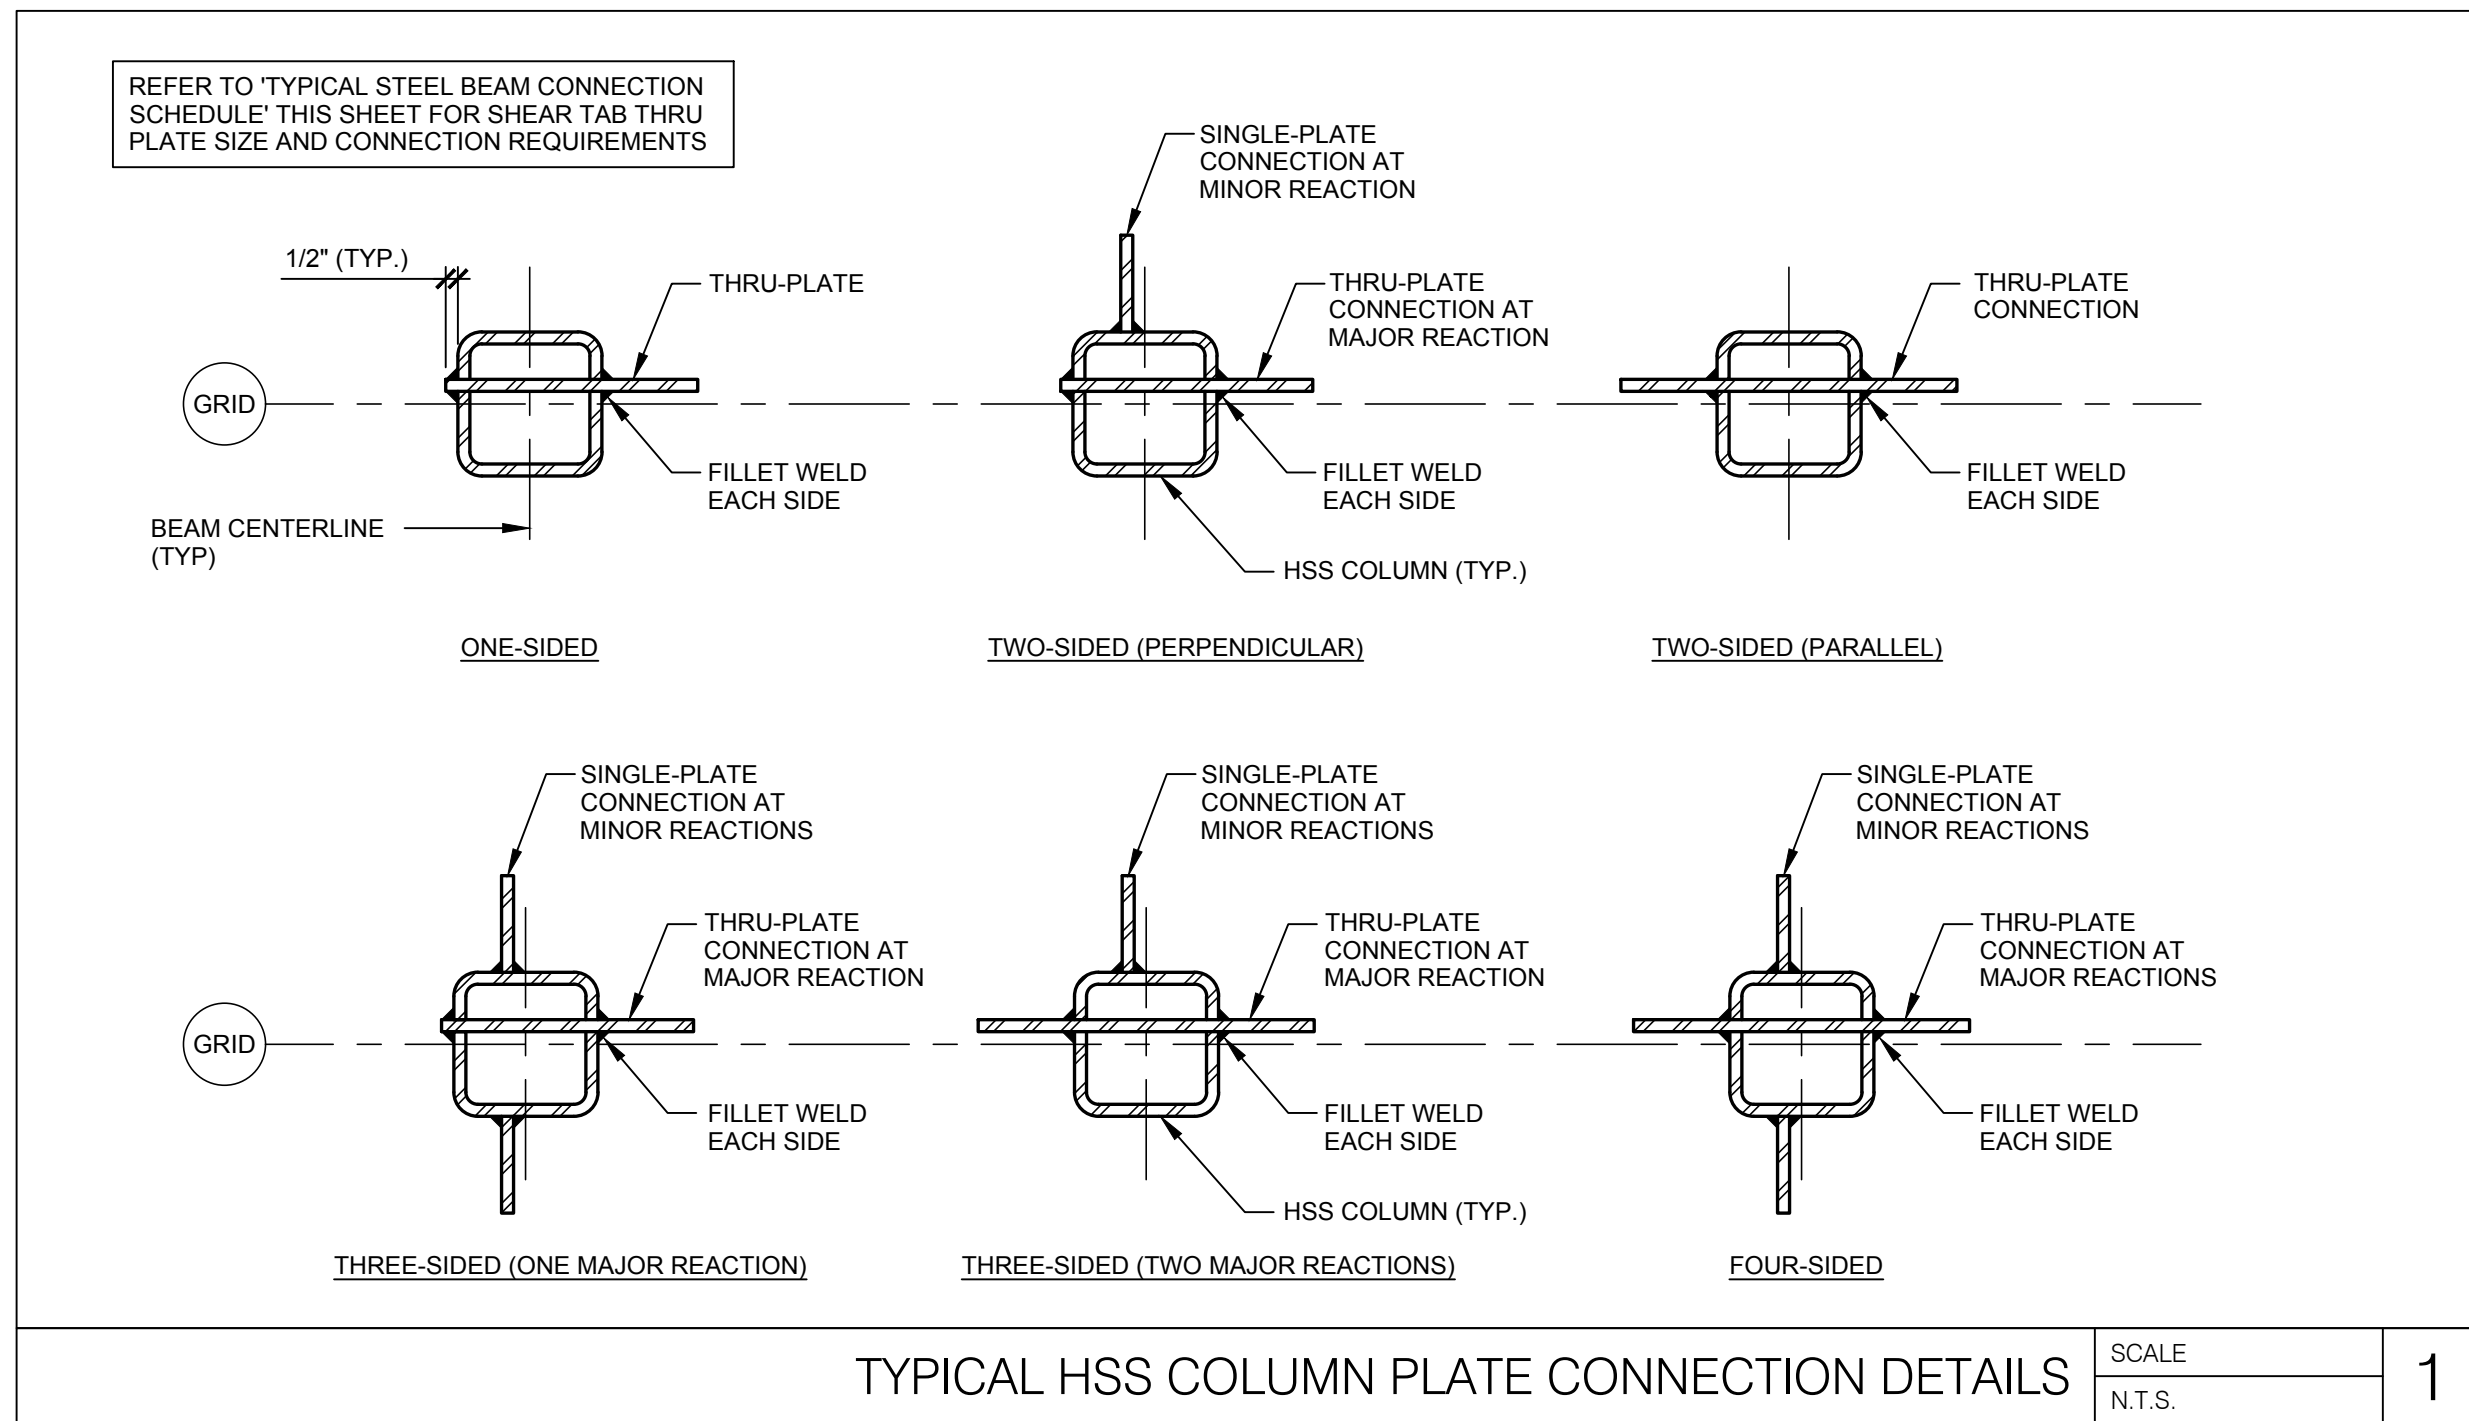 REFER TO 'TYPICAL STEEL BEAM CONNECTION
SCHEDULE' THIS SHEET FOR SHEAR TAB THRU
PLATE SIZE AND CONNECTION REQUIREMENTS
1/2" (TYP.)
THRU-PLATE
GRID
FILLET WELD
EACH SIDE
BEAM CENTERLINE
(TYP)
ONE-SIDED
SINGLE-PLATE
CONNECTION AT
MINOR REACTION
THRU-PLATE
CONNECTION AT
MAJOR REACTION
FILLET WELD
EACH SIDE
HSS COLUMN (TYP.)
TWO-SIDED (PERPENDICULAR)
THRU-PLATE
CONNECTION
FILLET WELD
EACH SIDE
TWO-SIDED (PARALLEL)
SINGLE-PLATE
CONNECTION AT
MINOR REACTIONS
THRU-PLATE
CONNECTION AT
MAJOR REACTION
GRID
FILLET WELD
EACH SIDE
THREE-SIDED (ONE MAJOR REACTION)
SINGLE-PLATE
CONNECTION AT
MINOR REACTIONS
THRU-PLATE
CONNECTION AT
MAJOR REACTION
FILLET WELD
EACH SIDE
HSS COLUMN (TYP.)
THREE-SIDED (TWO MAJOR REACTIONS)
SINGLE-PLATE
CONNECTION AT
MINOR REACTIONS
THRU-PLATE
CONNECTION AT
MAJOR REACTIONS
FILLET WELD
EACH SIDE
FOUR-SIDED
TYPICAL HSS COLUMN PLATE CONNECTION DETAILS
SCALE
N.T.S.
1